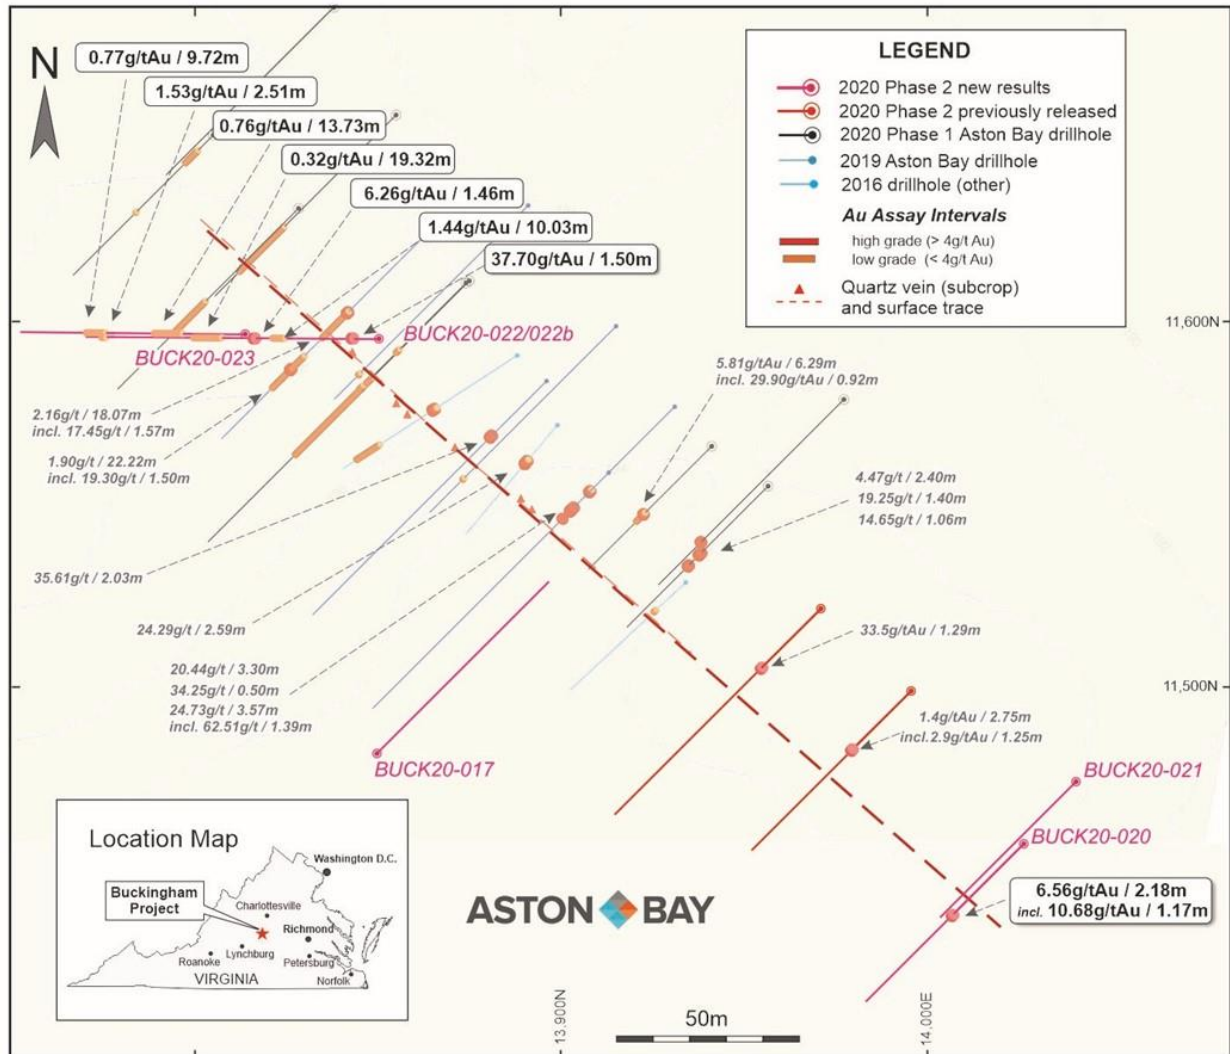 N
0.77g/tAu / 9.72m
1.53g/tAu / 2.51m
0.76g/tAu / 13.73m
0.32g/tAu / 19.32m
6.26g/tAu / 1.46m
1.44g/tAu / 10.03m
37.70g/tAu / 1.50m
LEGEND
2020 Phase 2 new results
2020 Phase 2 previously released
2020 Phase 1 Aston Bay drillhole
2019 Aston Bay drillhole
2016 drillhole (other)
Au Assay Intervals
high grade (> 4g/t Au)
low grade (< 4g/t Au)
Quartz vein (subcrop)
and surface trace
11,600N
BUCK20-022/022b
BUCK20-023
5.81g/tAu / 6.29m
incl. 29.90g/tAu / 0.92m
2.16g/t / 18.07m
incl. 17.45g/t / 1.57m
1.90g/t / 22.22m
incl. 19.30g/t / 1.50m
4.47g/t / 2.40m
19.25g/t / 1.40m
14.65g/t / 1.06m
35.61g/t / 2.03m
24.29g/t / 2.59m
33.5g/tAu / 1.29m
20.44g/t / 3.30m
34.25g/t / 0.50m
24.73g/t / 3.57m
incl. 62.51g/t / 1.39m
11,500N
1.4g/tAu / 2.75m
incl.2.9g/tAu / 1.25m
BUCK20-017
BUCK20-021
BUCK20-020
6.56g/tAu / 2.18m
incl. 10.68g/tAu / 1.17m
Location Map
Washington D.C.
Buckingham
Project
Charlottesville
Richmond
Lynchburg
Roanoke
Petersburg
VIRGINIA
Norfolk
ASTON BAY
13.900N
14.000E
50m